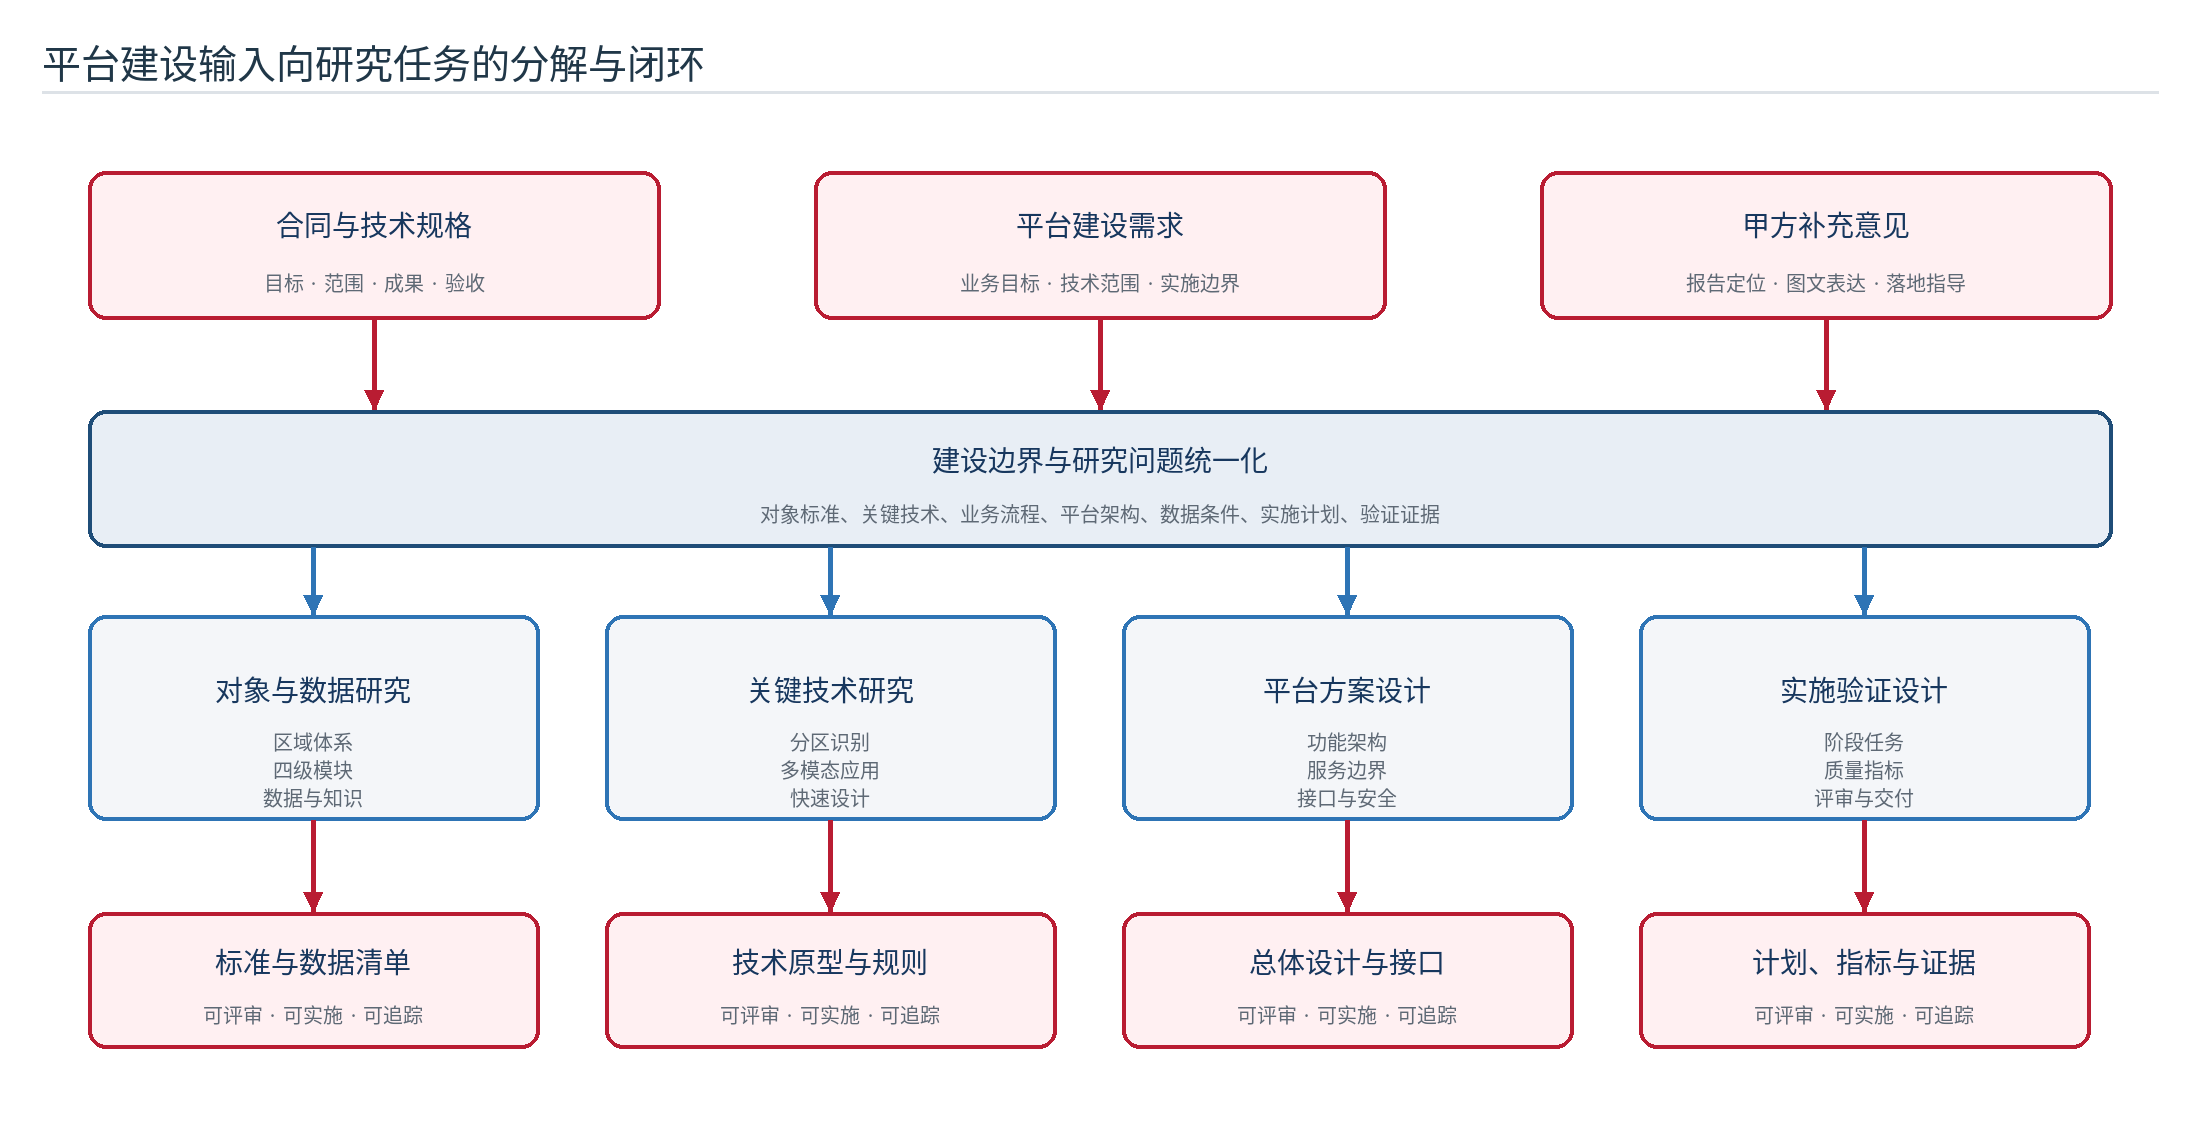 平台建设输入向研究任务的分解与闭环
合同与技术规格
目标 · 范围 · 成果 · 验收
平台建设需求
业务目标 · 技术范围 · 实施边界
甲方补充意见
报告定位 · 图文表达 · 落地指导
建设边界与研究问题统一化
对象标准、关键技术、业务流程、平台架构、数据条件、实施计划、验证证据
对象与数据研究
区域体系
四级模块
数据与知识
关键技术研究
分区识别
多模态应用
快速设计
平台方案设计
功能架构
服务边界
接口与安全
实施验证设计
阶段任务
质量指标
评审与交付
标准与数据清单
可评审 · 可实施 · 可追踪
技术原型与规则
可评审 · 可实施 · 可追踪
总体设计与接口
可评审 · 可实施 · 可追踪
计划、指标与证据
可评审 · 可实施 · 可追踪